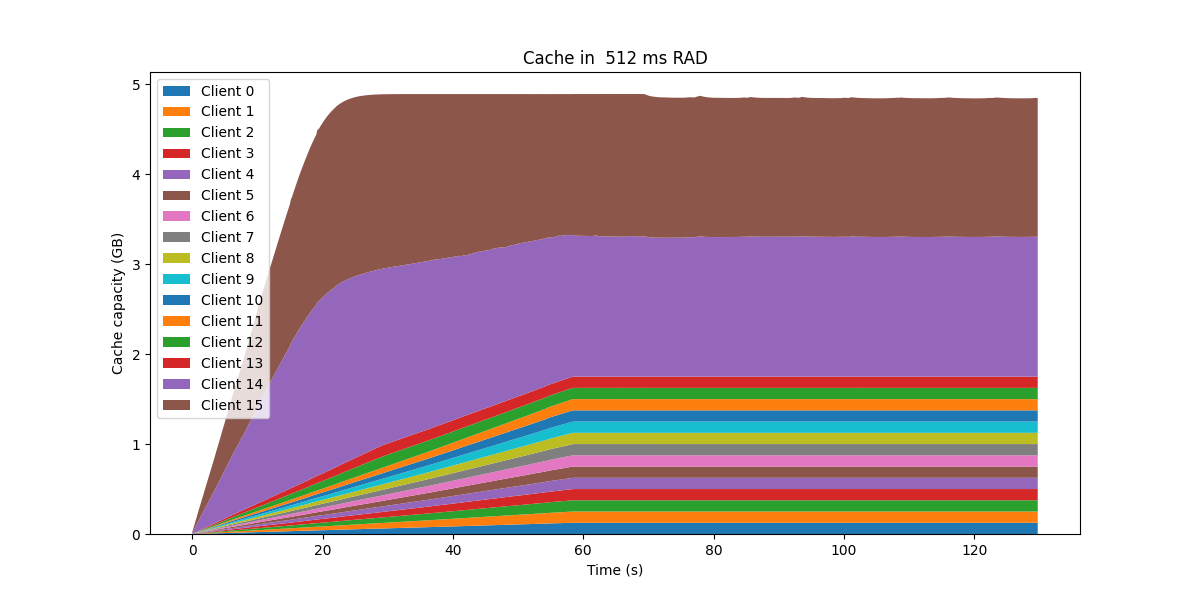 Cache in  512 ms RAD
5
4
3
2
1
0
Cache capacity (GB)
Client 0
Client 1
Client 2
Client 3
Client 4
Client 5
Client 6
Client 7
Client 8
Client 9
Client 10
Client 11
Client 12
Client 13
Client 14
Client 15
0 20 40 60 80 100 120
Time (s)